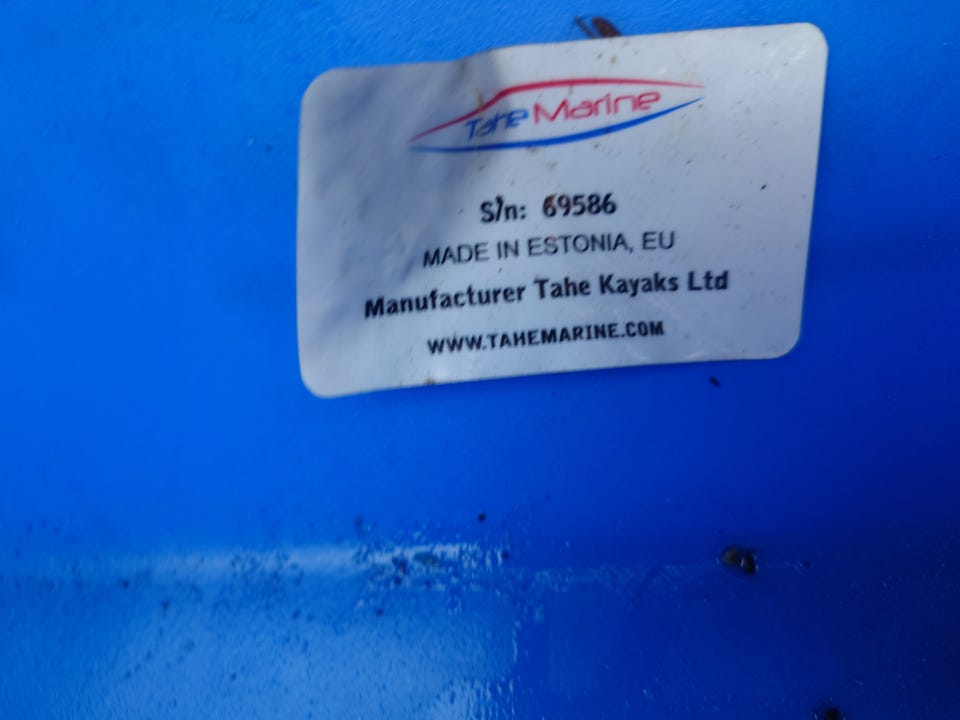 Tahe Marine
S/n: 69586
MADE IN ESTONIA, EU
Manufacturer Tahe Kayaks Ltd
WWW.TAHEMARINE.COM